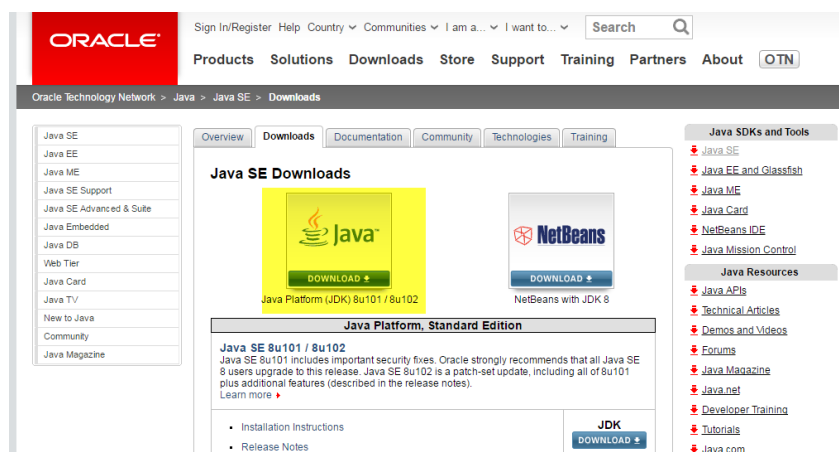 ORACLE
Sign In/Register Help Country Communities I am a... I want to... Search
Products Solutions Downloads Store Support Training Partners About OTN
Oracle Technology Network > Java > Java SE > Downloads
Java SE
Java EE
Java ME
Java SE Support
Java SE Advanced & Suite
Java Embedded
Java DB
Web Tier
Java Card
Java TV
New to Java
Community
Java Magazine
Overview Downloads Documentation Community Technologies Training
Java SE Downloads
Java
DOWNLOAD
Java Platform (JDK) 8u101 / 8u102
NetBeans
DOWNLOAD
NetBeans with JDK 8
Java Platform, Standard Edition
Java SE 8u101 / 8u102
Java SE 8u101 includes important security fixes. Oracle strongly recommends that all Java SE
8 users upgrade to this release. Java SE 8u102 is a patch-set update, including all of 8u101
plus additional features (described in the release notes).
Learn more
• Installation Instructions
• Release Notes
JDK
DOWNLOAD
Java SDKs and Tools
Java SE
Java EE and Glassfish
Java ME
Java Card
NetBeans IDE
Java Mission Control
Java Resources
Java APIs
Technical Articles
Demos and Videos
Forums
Java Magazine
Java.net
Developer Training
Tutorials
Java.com